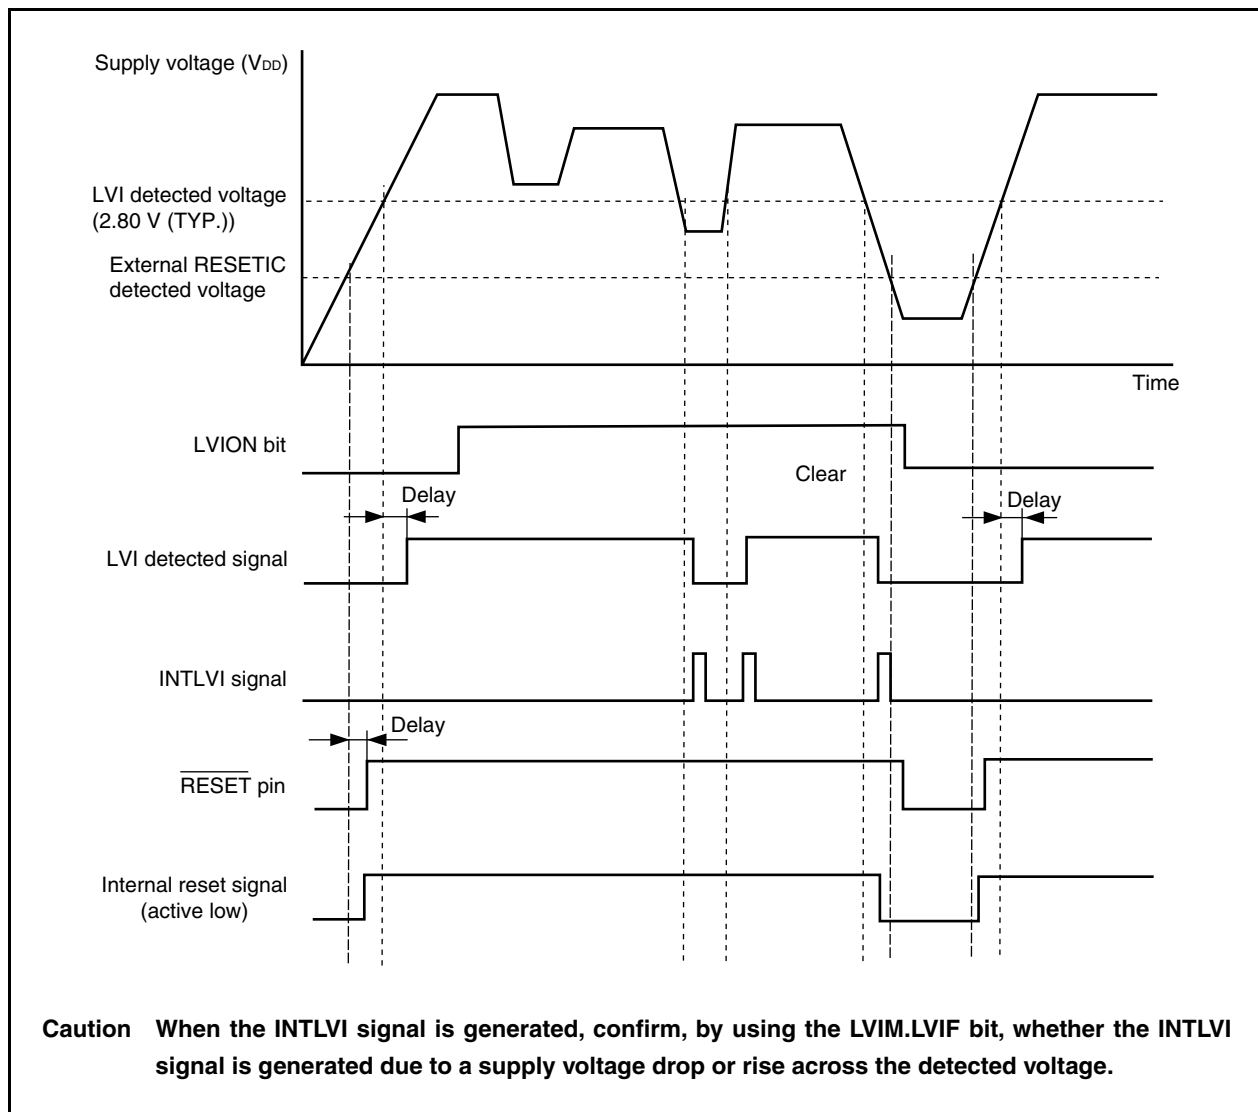 Supply voltage (VDD)
LVI detected voltage
(2.80 V (TYP.))
External RESETIC
detected voltage
Time
LVION bit
Clear
Delay
Delay
LVI detected signal
INTLVI signal
Delay
RESET pin
Internal reset signal
(active low)
Caution When the INTLVI signal is generated, confirm, by using the LVIM.LVIF bit, whether the INTLVI
signal is generated due to a supply voltage drop or rise across the detected voltage.